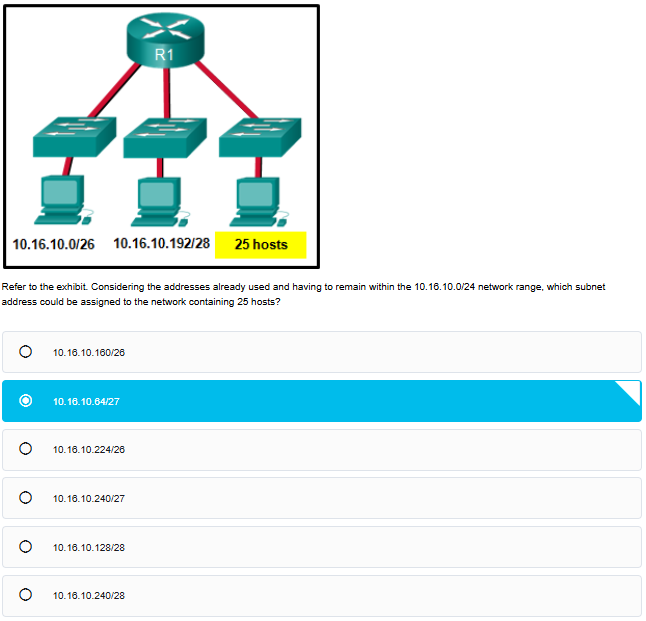 R1
10.16.10.0/26 10.16.10.192/28 25 hosts
Refer to the exhibit. Considering the addresses already used and having to remain within the 10.16.10.0/24 network range, which subnet
address could be assigned to the network containing 25 hosts?
10.16.10.160/26
10.16.10.64/27
10.16.10.224/26
10.16.10.240/27
10.16.10.128/28
10.16.10.240/28